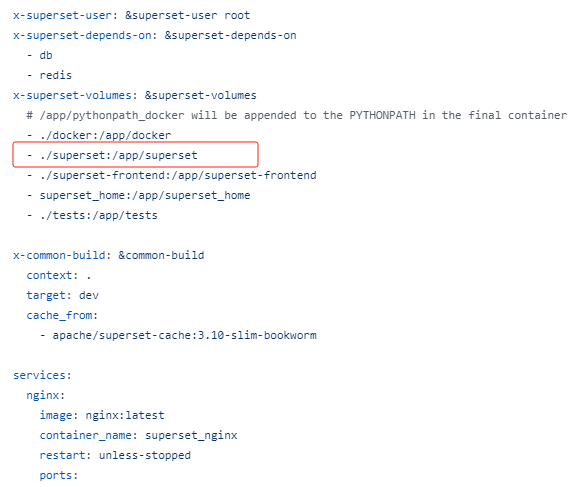 x-superset-user: &superset-user root
x-superset-depends-on: &superset-depends-on
  - db
  - redis
x-superset-volumes: &superset-volumes
  # /app/pythonpath_docker will be appended to the PYTHONPATH in the final container
  - ./docker:/app/docker
  - ./superset:/app/superset
  - ./superset-frontend:/app/superset-frontend
  - superset_home:/app/superset_home
  - ./tests:/app/tests

x-common-build: &common-build
  context: .
  target: dev
  cache_from:
    - apache/superset-cache:3.10-slim-bookworm

services:
  nginx:
    image: nginx:latest
    container_name: superset_nginx
    restart: unless-stopped
    ports: